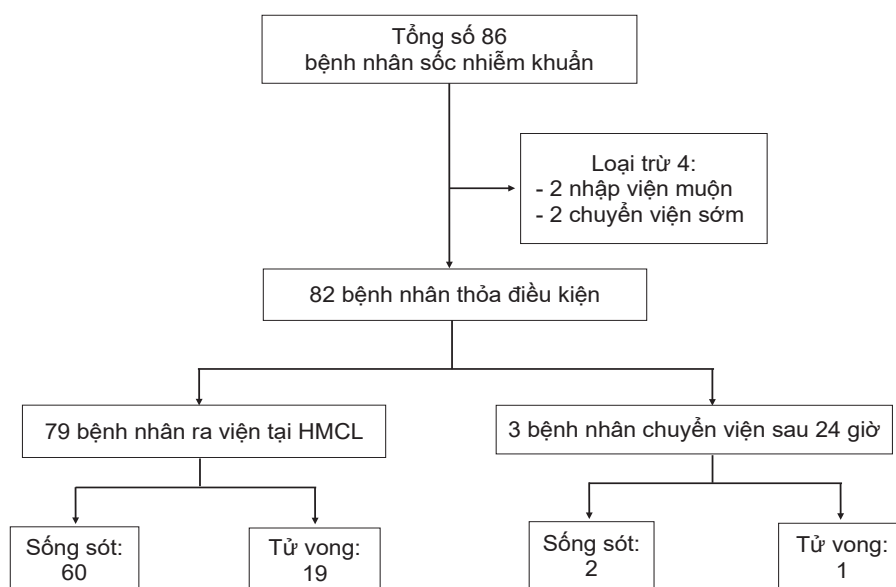 Tổng số 86
bệnh nhân sốc nhiễm khuẩn
Loại trừ 4:
- 2 nhập viện muộn
- 2 chuyển viện sớm
82 bệnh nhân thỏa điều kiện
79 bệnh nhân ra viện tại HMCL
3 bệnh nhân chuyển viện sau 24 giờ
Sống sót:
60
Tử vong:
19
Sống sót:
2
Tử vong:
1